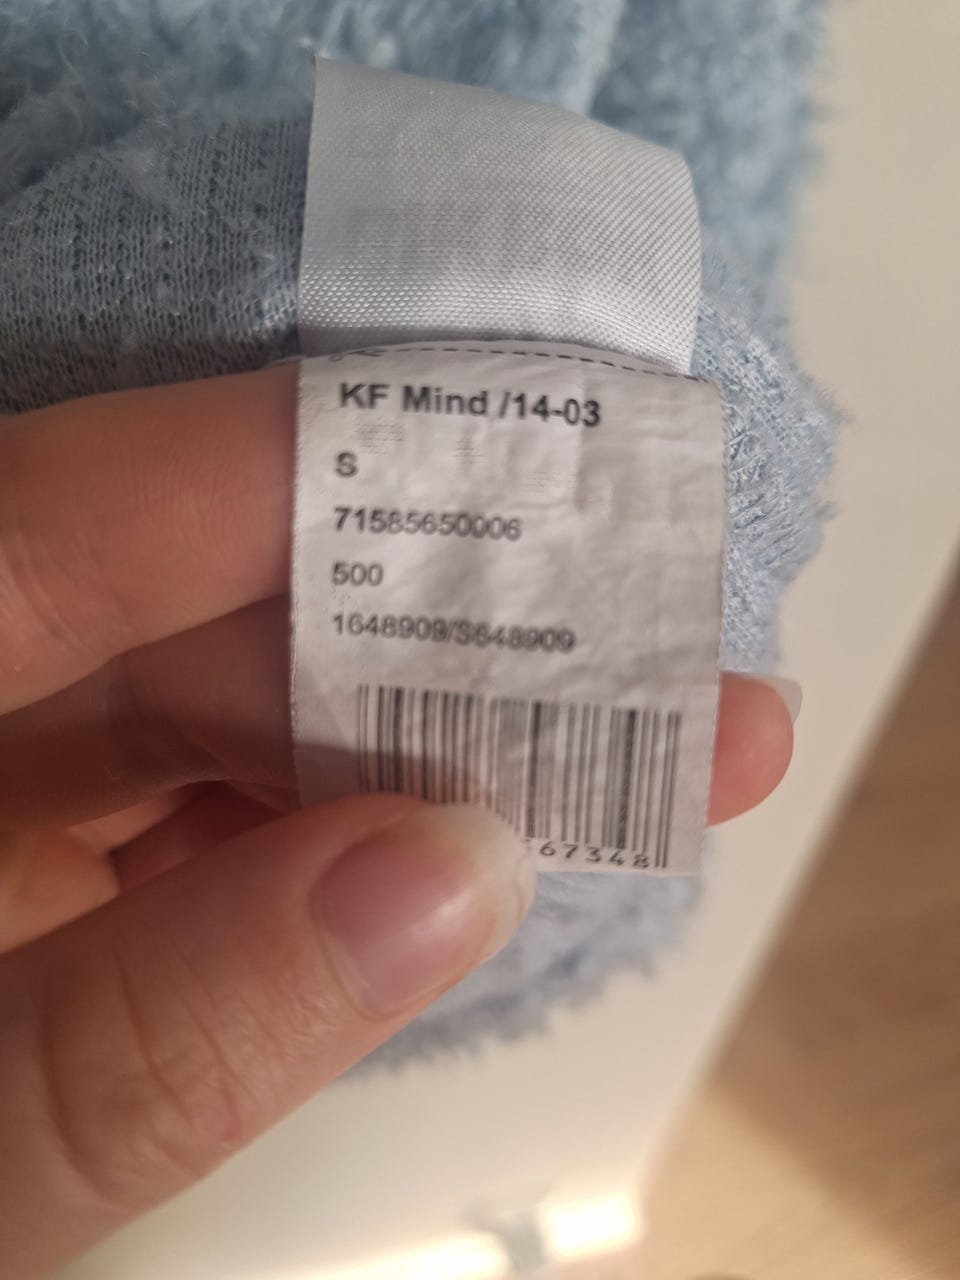 KF Mind /14-03
S
71585650006
500
1648909/S648909
67348